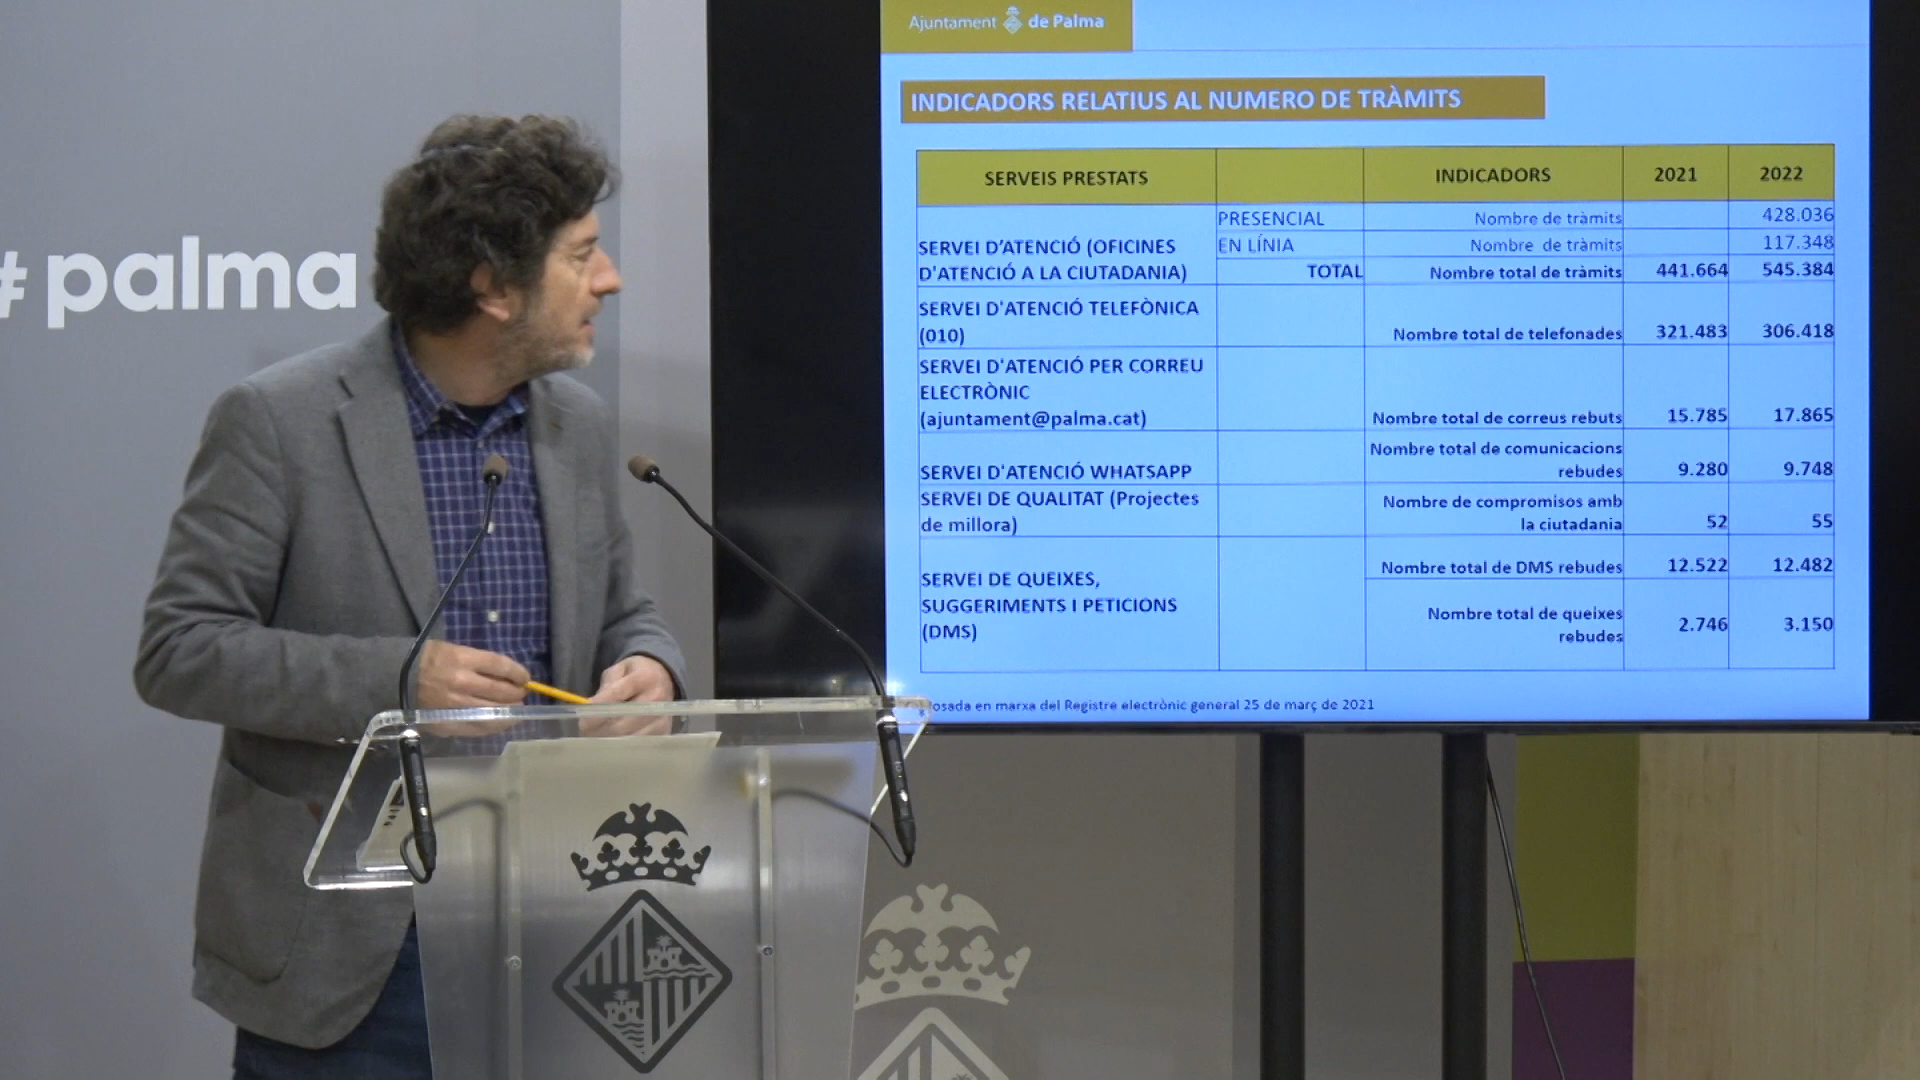 Ajuntament de Palma
INDICADORS RELATIUS AL NUMERO DE TRÀMITS
#palma
SERVEIS PRESTATS INDICADORS 2021 2022
PRESENCIAL Nombre de tràmits 428.036
SERVEI D'ATENCIÓ (OFICINES EN LÍNIA Nombre de tràmits 117.348
D'ATENCIÓ A LA CIUTADANIA) TOTAL Nombre total de tràmits 441.664 545.384
SERVEI D'ATENCIÓ TELEFÒNICA
(010) Nombre total de telefonades 321.483 306.418
SERVEI D'ATENCIÓ PER CORREU
ELECTRÒNIC
(ajuntament@palma.cat) Nombre total de correus rebuts 15.785 17.865
Nombre total de comunicacions
SERVEI D'ATENCIÓ WHATSAPP rebudes 9.280 9.748
SERVEI DE QUALITAT (Projectes Nombre de compromisos amb
de millora) la ciutadania 52 55
Nombre total de DMS rebudes 12.522 12.482
SERVEI DE QUEIXES,
SUGGERIMENTS I PETICIONS Nombre total de queixes
(DMS) rebudes 2.746 3.150
osada en marxa del Registre electrònic general 25 de març de 2021